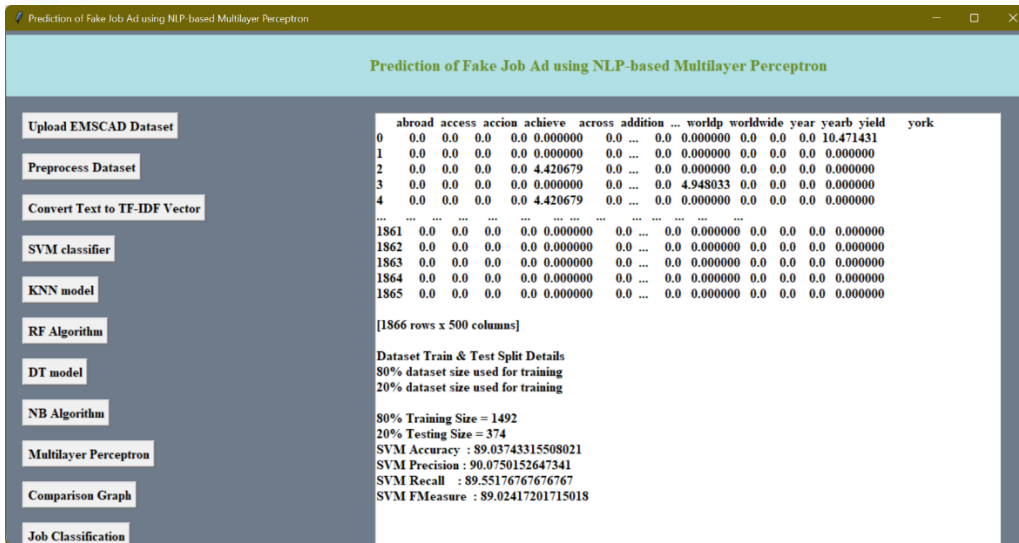 Prediction of Fake Job Ad using NLP-based Multilayer Perceptron
Prediction of Fake Job Ad using NLP-based Multilayer Perceptron
Upload EMSCAD Dataset
Preprocess Dataset
Convert Text to TF-IDF Vector
SVM classifier
KNN model
RF Algorithm
DT model
NB Algorithm
Multilayer Perceptron
Comparison Graph
Job Classification
abroad access accion achieve across addition ... worldp worldwide year yearb yield york
0 0.0 0.0 0.0 0.0 0.000000 0.0 ... 0.0 0.000000 0.0 0.0 0.0 10.471431
1 0.0 0.0 0.0 0.0 0.000000 0.0 ... 0.0 0.000000 0.0 0.0 0.0 0.000000
2 0.0 0.0 0.0 0.0 4.420679 0.0 ... 0.0 0.000000 0.0 0.0 0.0 0.000000
3 0.0 0.0 0.0 0.0 0.000000 0.0 ... 0.0 4.948033 0.0 0.0 0.0 0.000000
4 0.0 0.0 0.0 0.0 4.420679 0.0 ... 0.0 0.000000 0.0 0.0 0.0 0.000000
... ... ... ... ... ... ... ... ... ... ... ... ... ...
1861 0.0 0.0 0.0 0.0 0.000000 0.0 ... 0.0 0.000000 0.0 0.0 0.0 0.000000
1862 0.0 0.0 0.0 0.0 0.000000 0.0 ... 0.0 0.000000 0.0 0.0 0.0 0.000000
1863 0.0 0.0 0.0 0.0 0.000000 0.0 ... 0.0 0.000000 0.0 0.0 0.0 0.000000
1864 0.0 0.0 0.0 0.0 0.000000 0.0 ... 0.0 0.000000 0.0 0.0 0.0 0.000000
1865 0.0 0.0 0.0 0.0 0.000000 0.0 ... 0.0 0.000000 0.0 0.0 0.0 0.000000
[1866 rows x 500 columns]
Dataset Train & Test Split Details
80% dataset size used for training
20% dataset size used for training
80% Training Size = 1492
20% Testing Size = 374
SVM Accuracy : 89.03743315508021
SVM Precision : 90.0750152647341
SVM Recall : 89.55176767676767
SVM FMeasure : 89.02417201715018